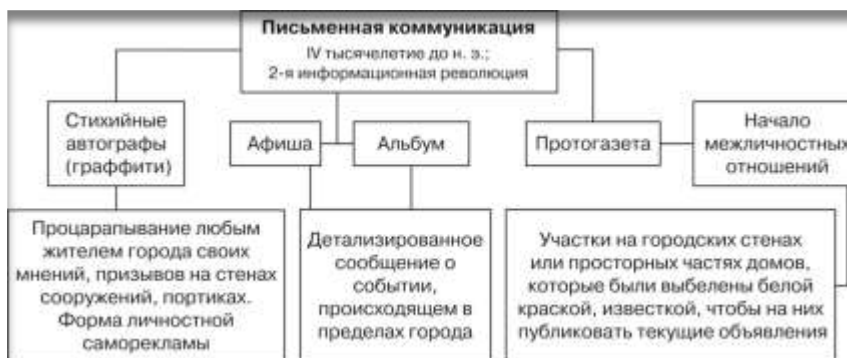 Письменная коммуникация
IV тысячелетие до н. э.;
2-я информационная революция
Стихийные
автографы
(граффити)
Афиша
Альбом
Протогазета
Начало
межличностных
отношений
Процарапывание любым
жителем города своих
мнений, призывов на стенах
сооружений, портиках.
Форма личностной
саморекламы
Детализированное
сообщение о
событии,
происходящем в
пределах города
Участки на городских стенах
или просторных частях домов,
которые были выбелены белой
краской, известкой, чтобы на них
публиковать текущие объявления